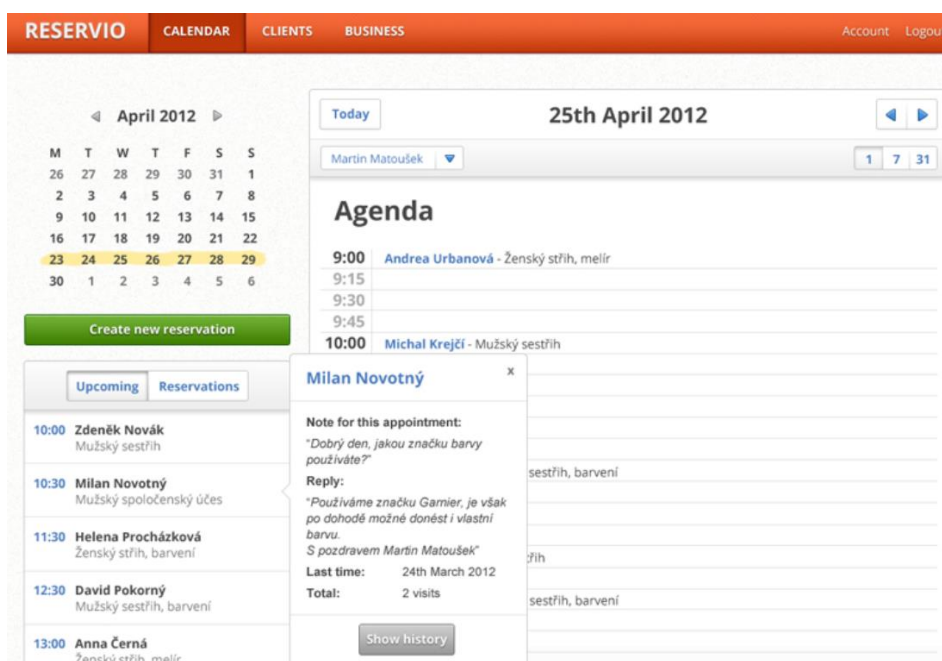 RESERVIO CALENDAR CLIENTS BUSINESS Account Logou
April 2012
M T W T F S S
26 27 28 29 30 31 1
2 3 4 5 6 7 8
9 10 11 12 13 14 15
16 17 18 19 20 21 22
23 24 25 26 27 28 29
30 1 2 3 4 5 6
Create new reservation
Upcoming Reservations
10:00 Zdeněk Novák
Mužský sestřih
10:30 Milan Novotný
Mužský spoločenský účes
11:30 Helena Procházková
Ženský střih, barvení
12:30 David Pokorný
Mužský sestřih, barvení
13:00 Anna Černá
Ženský střih, melír
Today 25th April 2012
Martin Matoušek 1 7 31
Agenda
9:00 Andrea Urbanová - Ženský střih, melír
9:15
9:30
9:45
10:00 Michal Krejčí - Mužský sestřih
Milan Novotný x
Note for this appointment:
"Dobrý den, jakou značku barvy
používáte?"
Reply:
"Používáme značku Garnier, je však
po dohodě možné donést i vlastní
barvu.
S pozdravem Martin Matoušek"
Last time: 24th March 2012
Total: 2 visits
Show history
sestřih, barvení
řih
sestřih, barvení